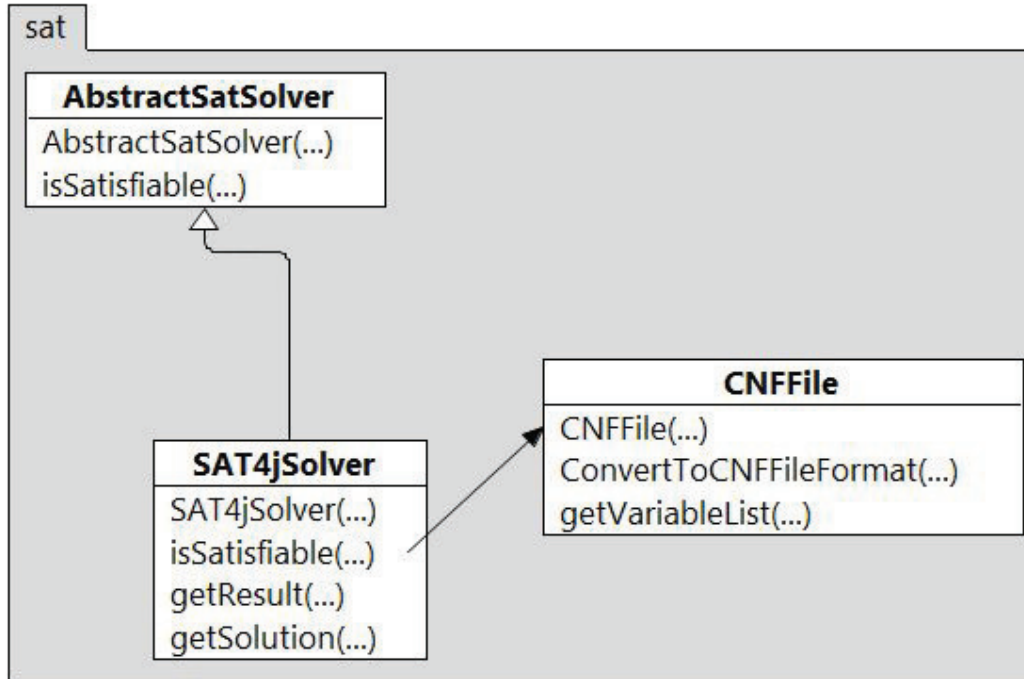 sat
AbstractSatSolver
AbstractSatSolver(...)
isSatisfiable(...)
CNFFile
CNFFile(...)
ConvertToCNFFileFormat(...)
getVariableList(...)
SAT4jSolver
SAT4jSolver(...)
isSatisfiable(...)
getResult(...)
getSolution(...)